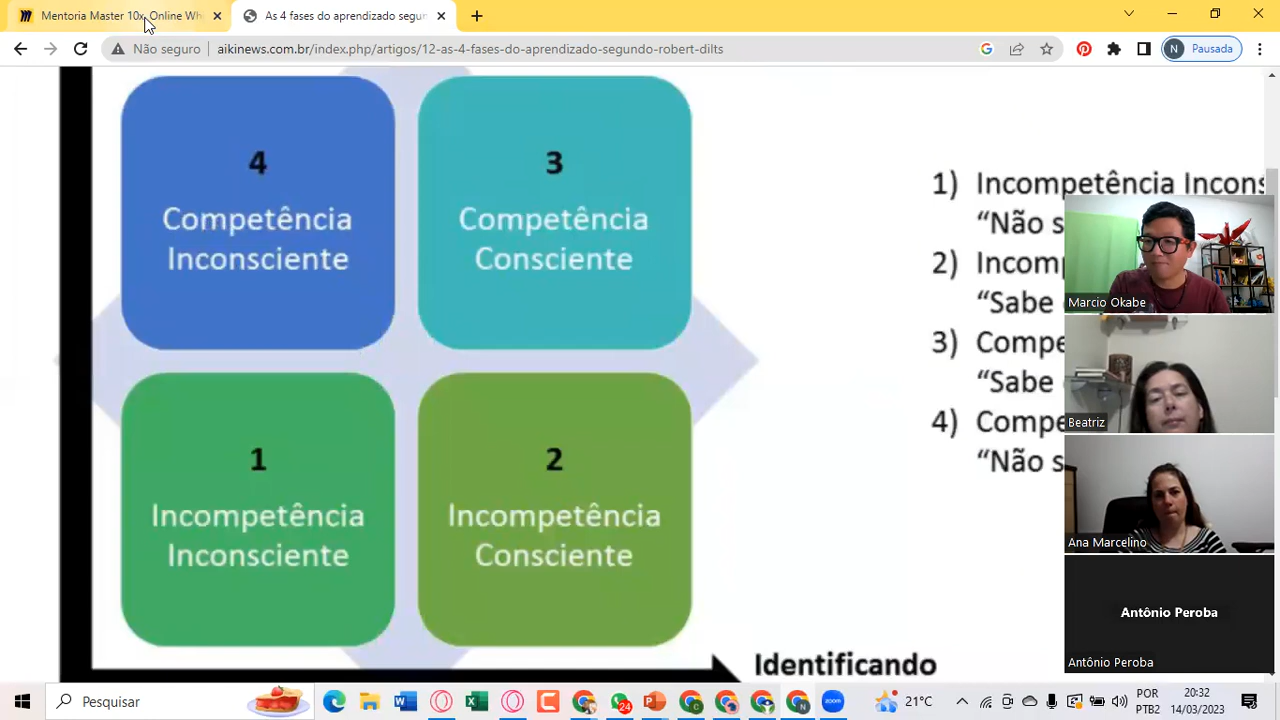 Mentoria Master 10x. Online Wh
As 4 fases do aprendizado segun
Não seguro
aikinews.com.br/index.php/artigos/12-as-4-fases-do-aprendizado-segundo-robert-dilts
N Pausada
4
Competência
Inconsciente
3
Competência
Consciente
1
Incompetência
Inconsciente
2
Incompetência
Consciente
1) Incompetência Incons
“Não s
2) Incomp
“Sabe
3) Compe
“Sabe
4) Compe
“Não s
Identificando
Marcio Okabe
Beatriz
Ana Marcelino
Antônio Peroba
Antônio Peroba
Pesquisar
24
zoom
21°C
POR
PTB2
20:32
14/03/2023